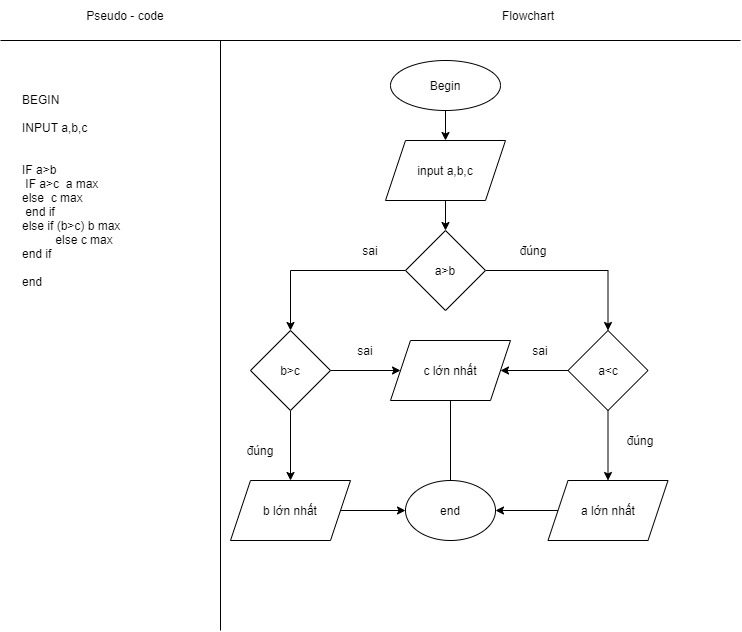 Pseudo - code
Flowchart
BEGIN
INPUT a,b,c
IF a>b
IF a>c  a max
else  c max
end if
else if (b>c) b max
else c max
end if
end
Begin
input a,b,c
a>b
sai
đúng
b>c
sai
c lớn nhất
sai
a<c
đúng
đúng
b lớn nhất
end
a lớn nhất